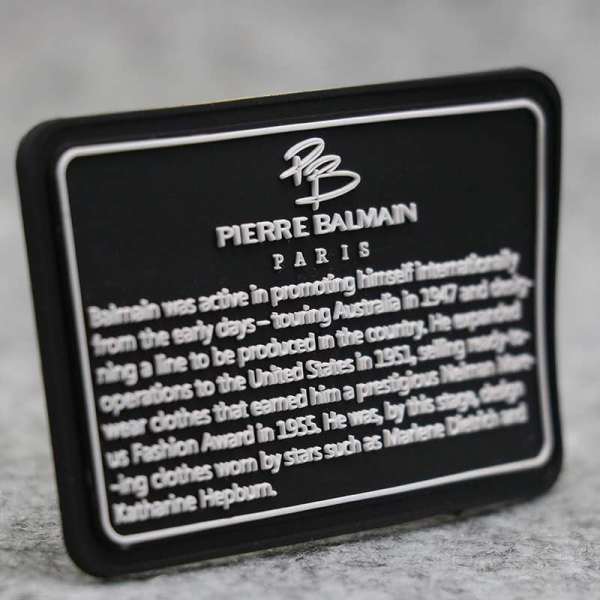 PB
PIERRE BALMAIN
PARIS
Balmain was active in promoting himself internationally
from the early days – touring Australia in 1947 and desig-
ning a line to be produced in the country. He expanded
operations to the United States in 1951, selling ready-to-
wear clothes that earned him a prestigious Neiman Marc-
us Fashion Award in 1955. He was, by this stage, desig-
-ing clothes worn by stars such as Marlene Dietrich and
Katharine Hepburn.